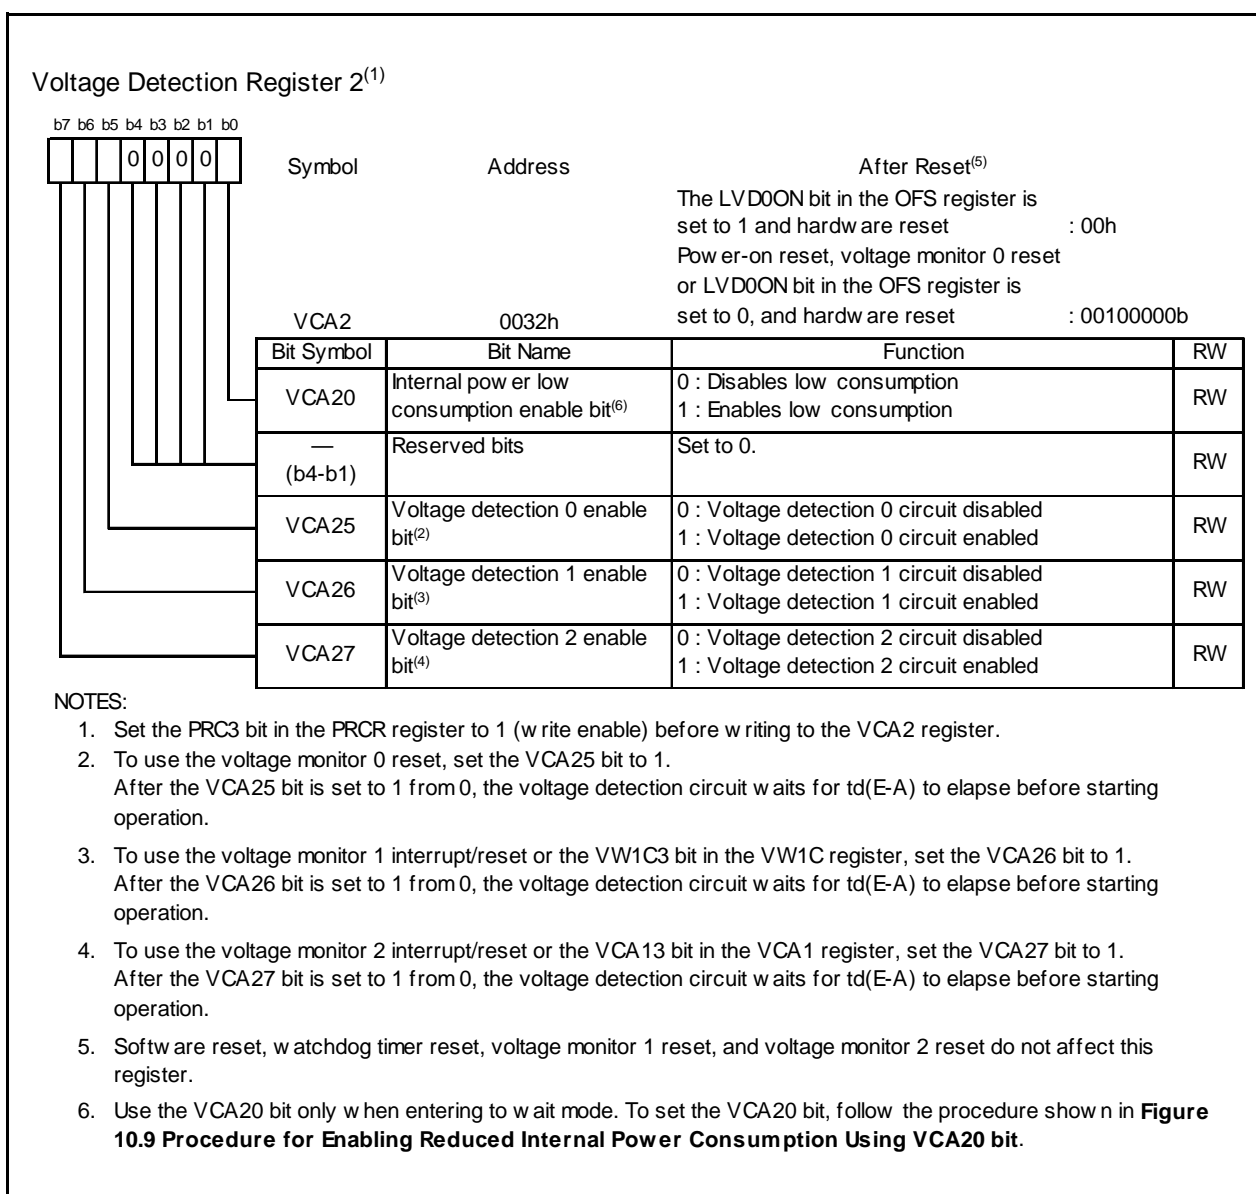 Voltage Detection Register 2(1)
b7 b6 b5 b4 b3 b2 b1 b0
0 0 0 0
Symbol Address After Reset(5)
The LVD0ON bit in the OFS register is
set to 1 and hardware reset : 00h
Power-on reset, voltage monitor 0 reset
or LVD0ON bit in the OFS register is
VCA2 0032h set to 0, and hardware reset : 00100000b
Bit Symbol Bit Name Function RW
VCA20 Internal power low consumption enable bit(6) 0 : Disables low consumption RW
1 : Enables low consumption
— Reserved bits Set to 0. RW
(b4-b1)
VCA25 Voltage detection 0 enable bit(2) 0 : Voltage detection 0 circuit disabled RW
1 : Voltage detection 0 circuit enabled
VCA26 Voltage detection 1 enable bit(3) 0 : Voltage detection 1 circuit disabled RW
1 : Voltage detection 1 circuit enabled
VCA27 Voltage detection 2 enable bit(4) 0 : Voltage detection 2 circuit disabled RW
1 : Voltage detection 2 circuit enabled
NOTES:
1. Set the PRC3 bit in the PRCR register to 1 (write enable) before writing to the VCA2 register.
2. To use the voltage monitor 0 reset, set the VCA25 bit to 1.
After the VCA25 bit is set to 1 from 0, the voltage detection circuit waits for td(E-A) to elapse before starting
operation.
3. To use the voltage monitor 1 interrupt/reset or the VW1C3 bit in the VW1C register, set the VCA26 bit to 1.
After the VCA26 bit is set to 1 from 0, the voltage detection circuit waits for td(E-A) to elapse before starting
operation.
4. To use the voltage monitor 2 interrupt/reset or the VCA13 bit in the VCA1 register, set the VCA27 bit to 1.
After the VCA27 bit is set to 1 from 0, the voltage detection circuit waits for td(E-A) to elapse before starting
operation.
5. Software reset, watchdog timer reset, voltage monitor 1 reset, and voltage monitor 2 reset do not affect this
register.
6. Use the VCA20 bit only when entering to wait mode. To set the VCA20 bit, follow the procedure shown in Figure
10.9 Procedure for Enabling Reduced Internal Power Consumption Using VCA20 bit.